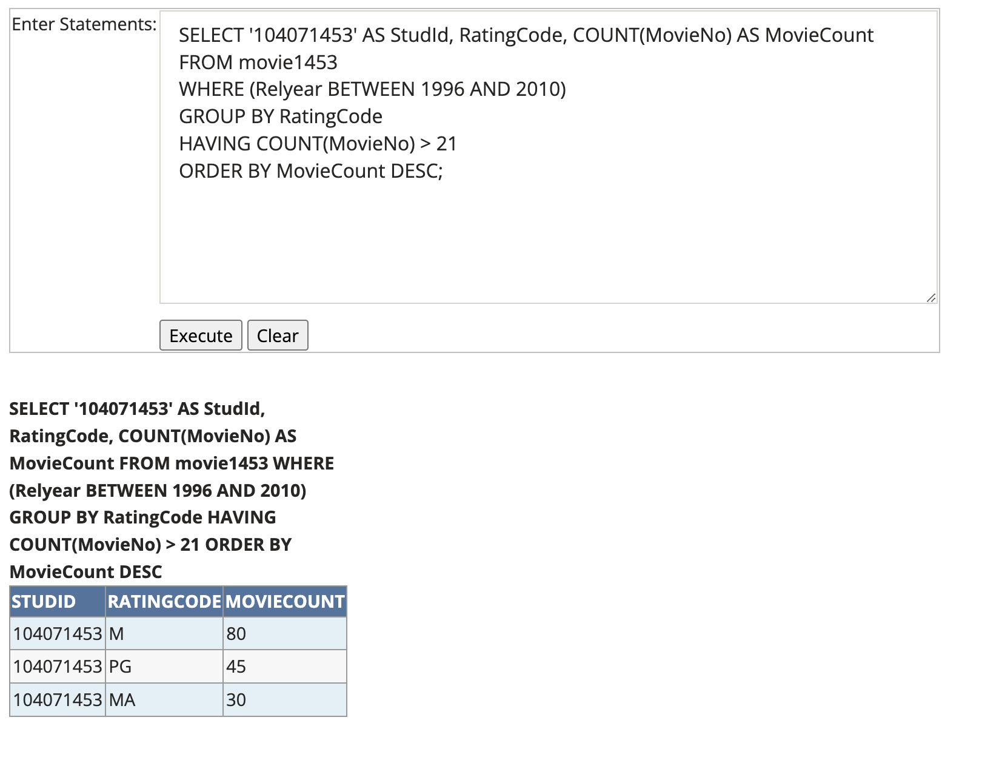 Enter Statements:
SELECT '104071453' AS StudId, RatingCode, COUNT(MovieNo) AS MovieCount
FROM movie1453
WHERE (Relyear BETWEEN 1996 AND 2010)
GROUP BY RatingCode
HAVING COUNT(MovieNo) > 21
ORDER BY MovieCount DESC;
Execute Clear
SELECT '104071453' AS StudId,
RatingCode, COUNT(MovieNo) AS
MovieCount FROM movie1453 WHERE
(Relyear BETWEEN 1996 AND 2010)
GROUP BY RatingCode HAVING
COUNT(MovieNo) > 21 ORDER BY
MovieCount DESC
STUDID RATINGCODE MOVIECOUNT
104071453 M 80
104071453 PG 45
104071453 MA 30